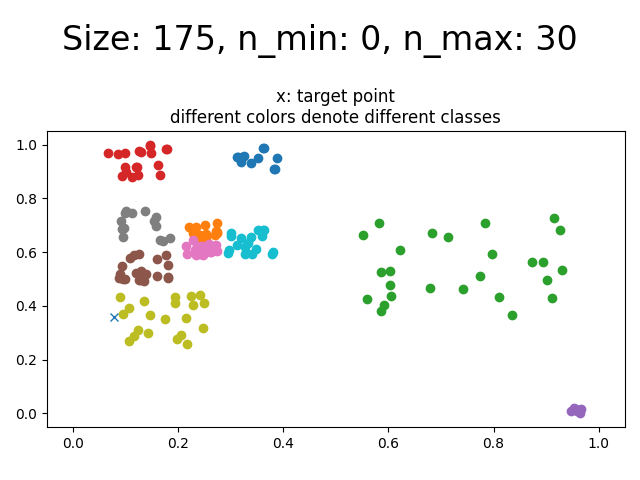 Size: 175, n_min: 0, n_max: 30
x: target point
different colors denote different classes
1.0
0.8
0.6
0.4
0.2
0.0
0.0 0.2 0.4 0.6 0.8 1.0